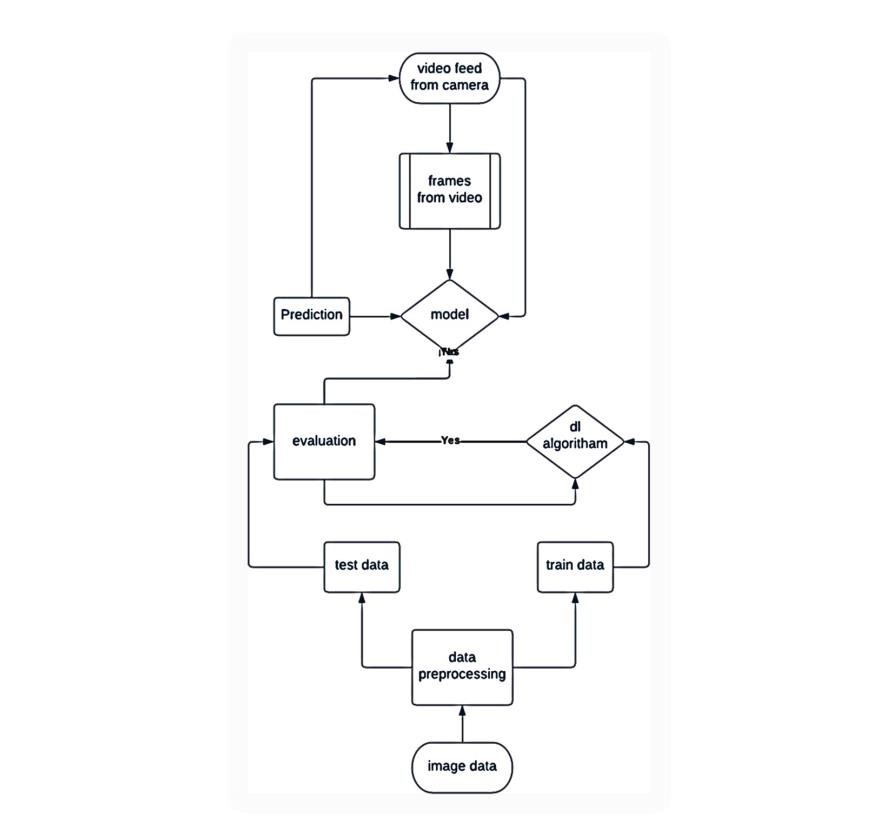 video feed
from camera
frames
from video
Prediction
model
evaluation
Yes
dl
algoritham
test data
train data
data
preprocessing
image data